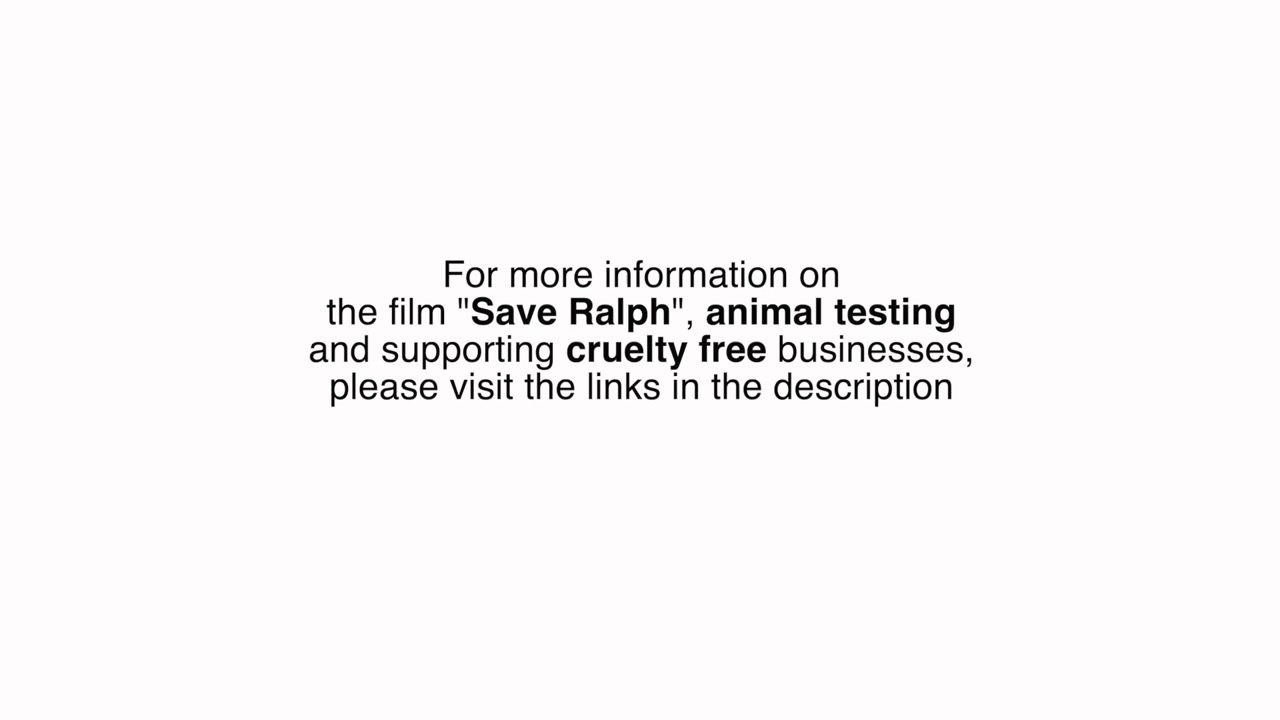 For more information on
the film "Save Ralph", animal testing
and supporting cruelty free businesses,
please visit the links in the description